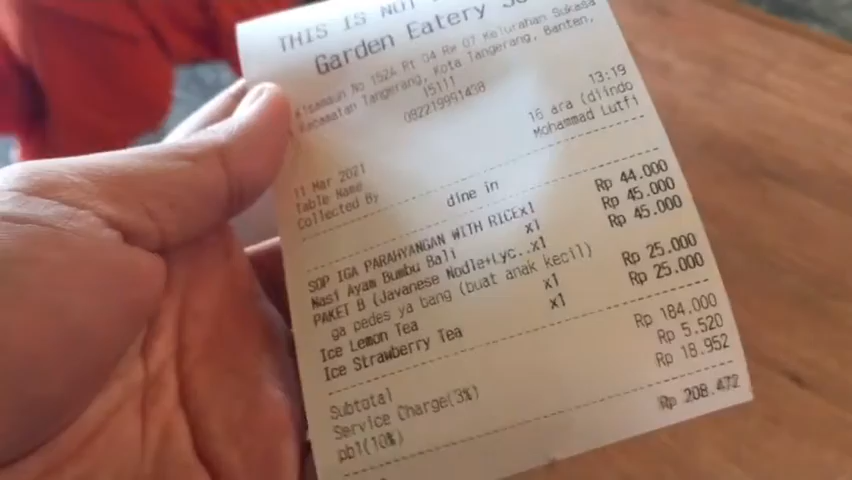 THIS IS NOT
Garden Eatery
No 1524 Rt 04 Rw 07 Kelurahan Sukasa
Kecamatan Tangerang, Kota Tangerang, Banten,
15111
082219991438
11 Mar 2021 13:19
Table Name 16 ara (diindo
Collected By Mohammad Lutfi
dine in
SOP IGA PARAHYANGAN WITH RICEx1 Rp 44.000
Nasi Ayam Bumbu Bali x1 Rp 45.000
PAKET B (Javanese Nodle+Lyc..x1 Rp 45.000
ga pedes ya bang (buat anak kecil)
Ice Lemon Tea x1 Rp 25.000
Ice Strawberry Tea x1 Rp 25.000
Subtotal Rp 184.000
Service Charge(3%) Rp 5.520
pb1(10%) Rp 18.952
Rp 208.472